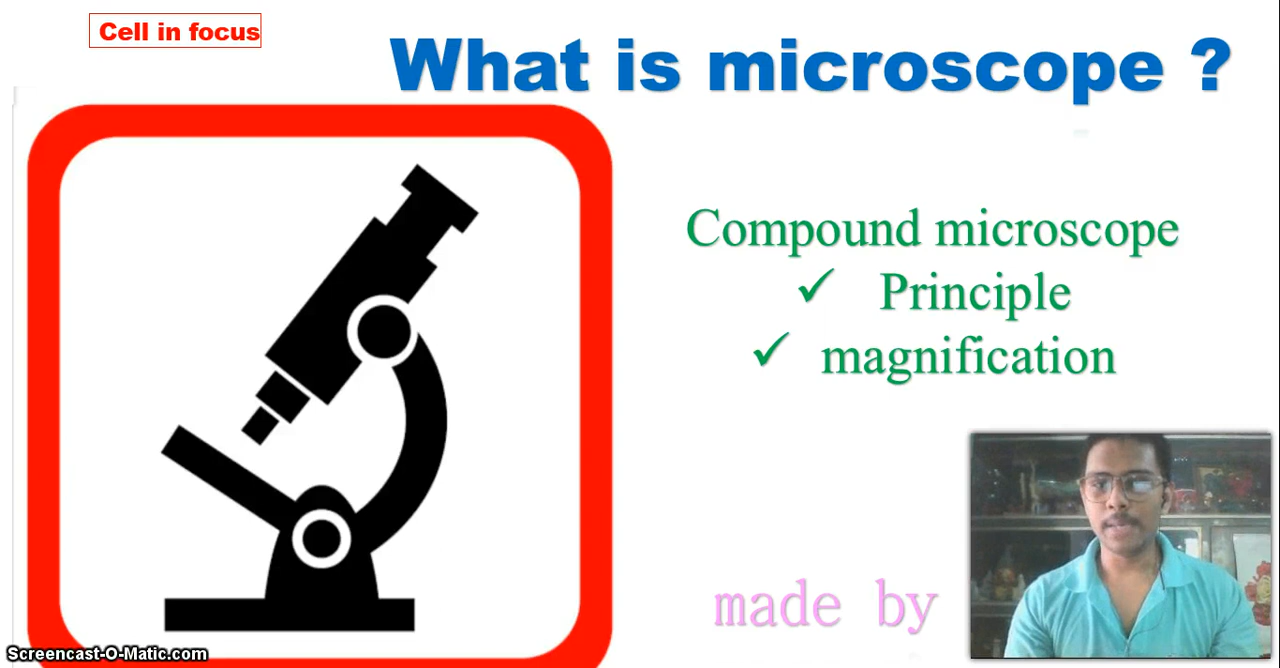 Cell in focus
What is microscope ?
Compound microscope
✓ Principle
✓ magnification
made by
Screencast-O-Matic.com